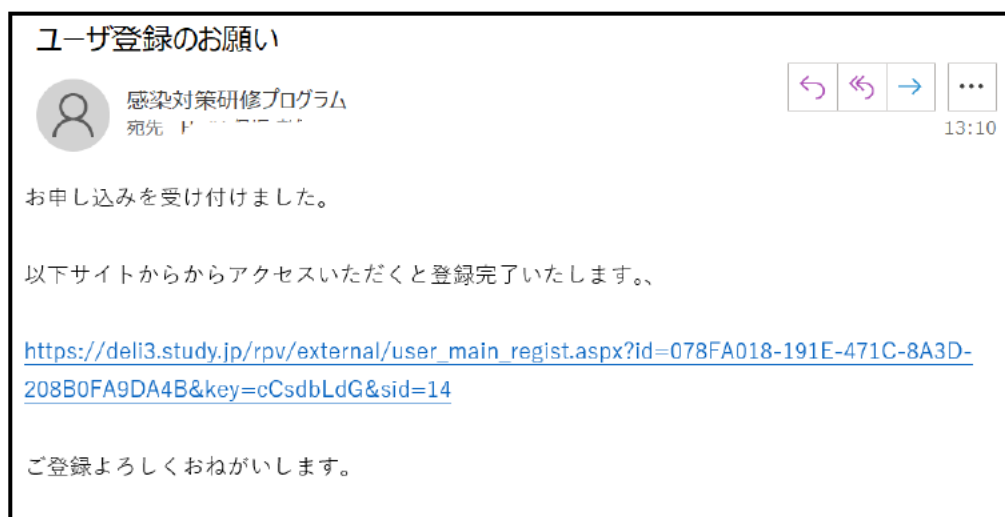 ユーザ登録のお願い
感染対策研修プログラム
宛先
13:10
お申し込みを受け付けました。
以下サイトからからアクセスいただくと登録完了いたします。、
https://deli3.study.jp/rpv/external/user_main_regist.aspx?id=078FA018-191E-471C-8A3D-
208B0FA9DA4B&key=cCsdbLdG&sid=14
ご登録よろしくおねがいします。